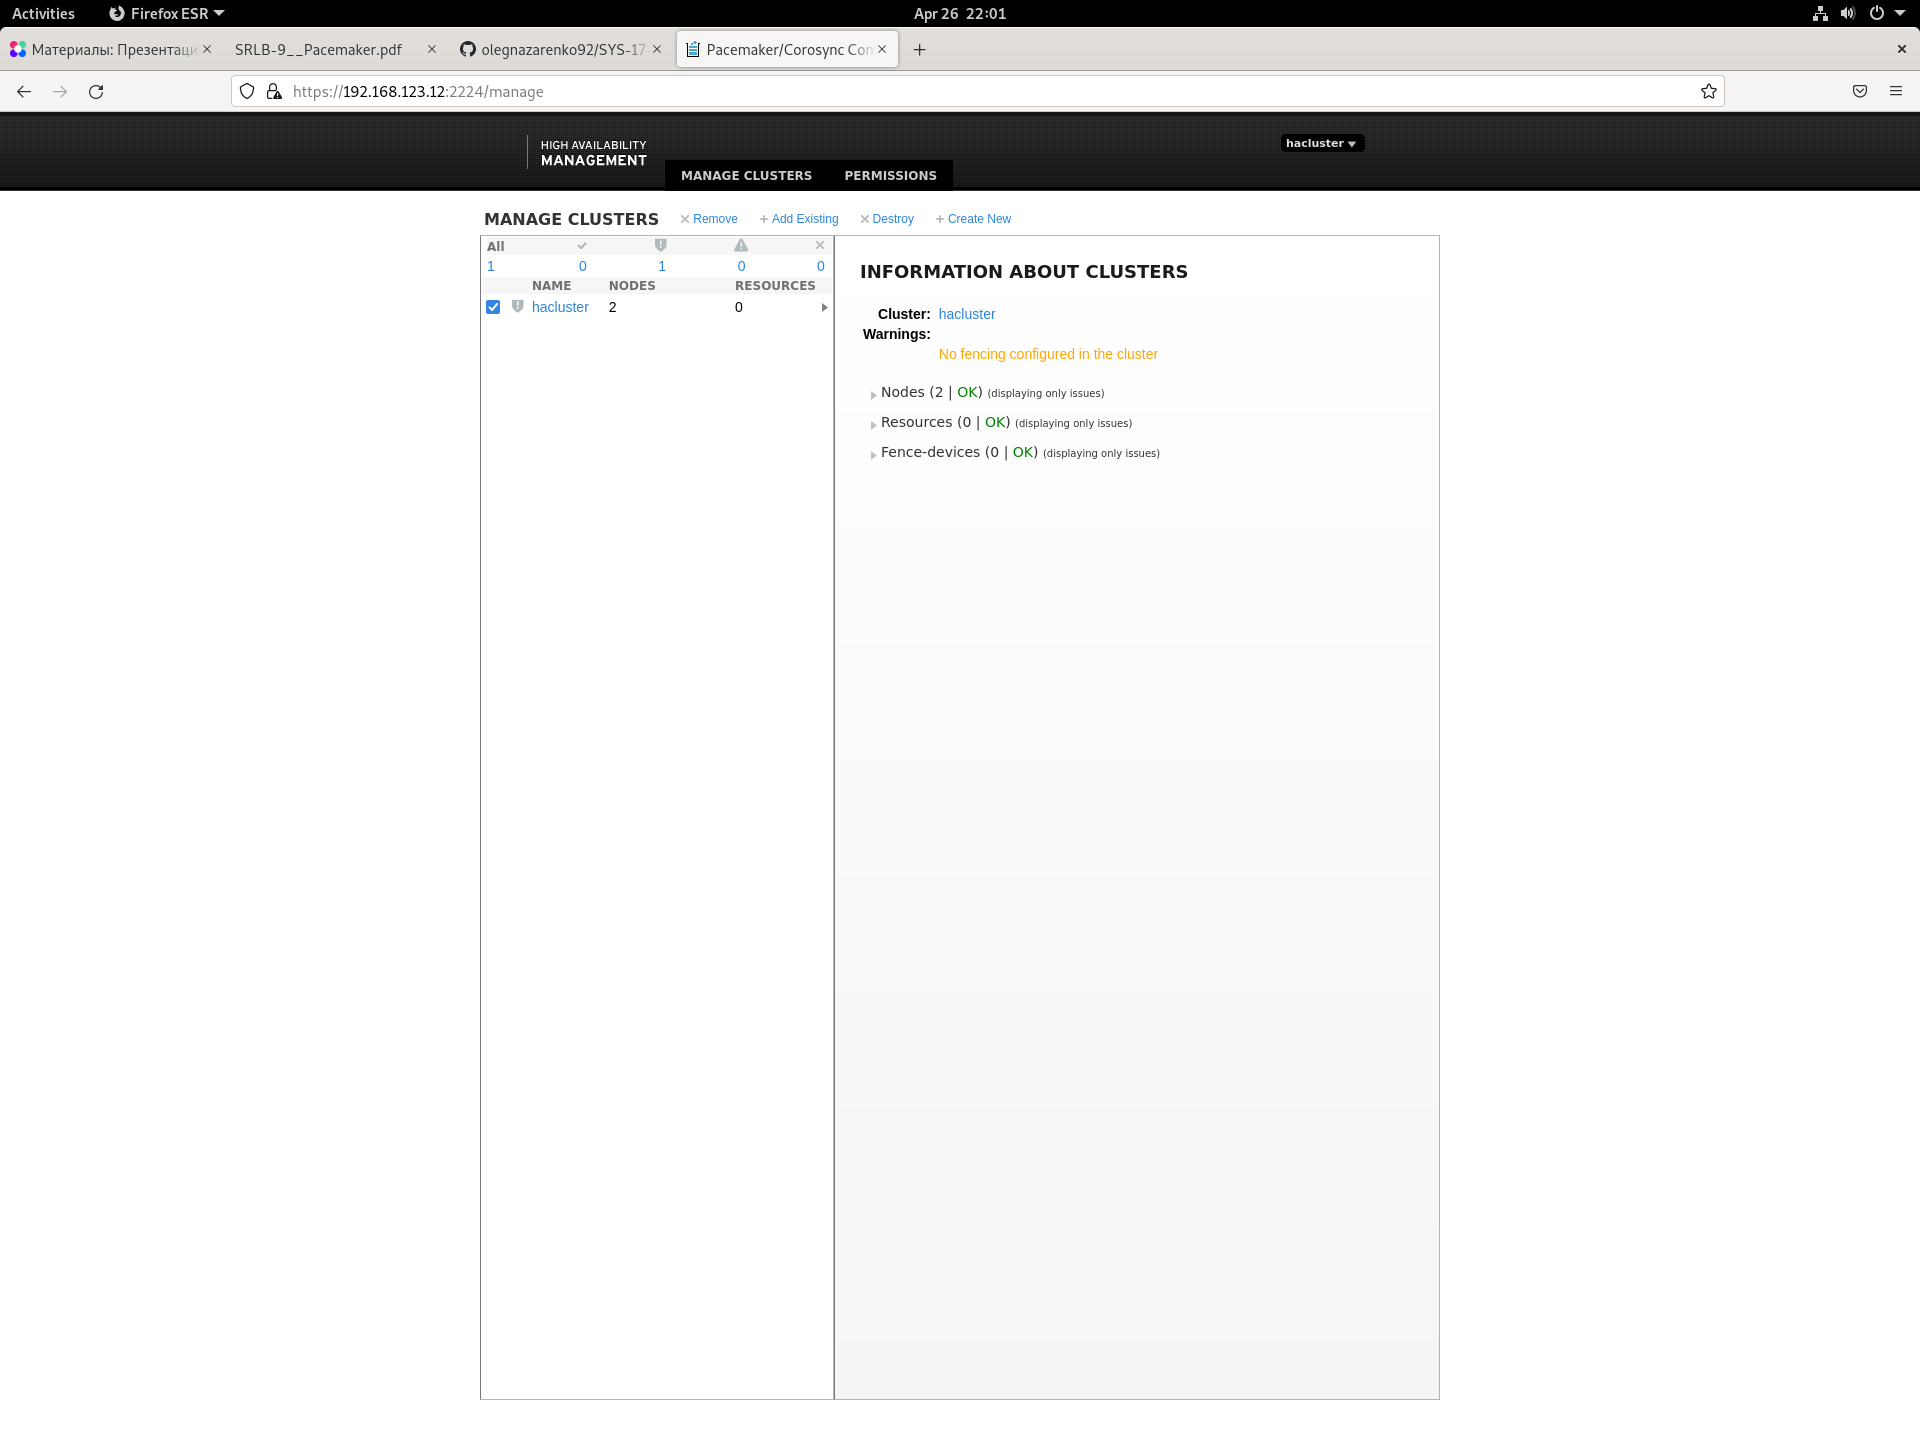 Activities Firefox ESR Apr 26 22:01
Материалы: Презентаци SRLB-9__Pacemaker.pdf olegnazarenko92/SYS-17 Pacemaker/Corosync Con
https://192.168.123.12:2224/manage
HIGH AVAILABILITY
MANAGEMENT
hacluster
MANAGE CLUSTERS PERMISSIONS
MANAGE CLUSTERS Remove Add Existing Destroy Create New
All
1 0 1 0 0
NAME NODES RESOURCES
hacluster 2 0
INFORMATION ABOUT CLUSTERS
Cluster: hacluster
Warnings:
No fencing configured in the cluster
Nodes (2 | OK) (displaying only issues)
Resources (0 | OK) (displaying only issues)
Fence-devices (0 | OK) (displaying only issues)